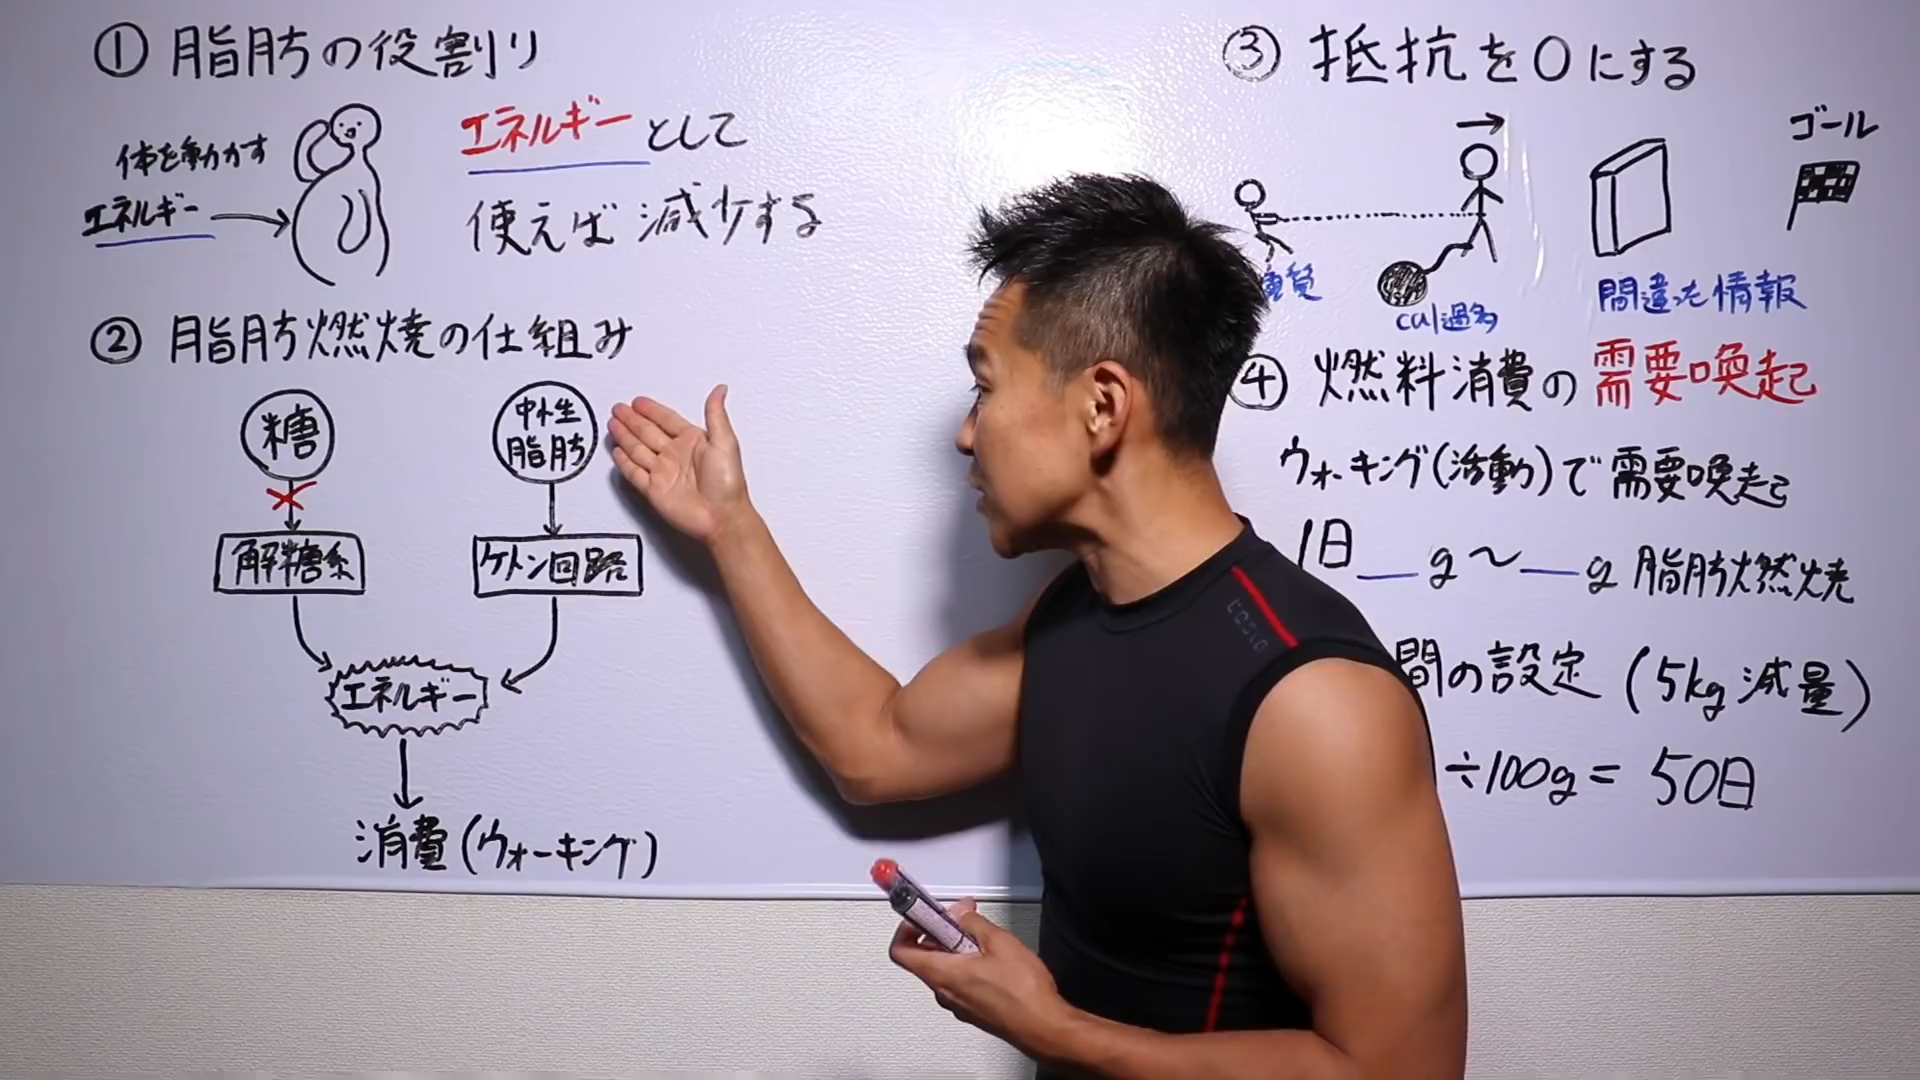 ① 脂肪の役割り
体を動かす
エネルギー
エネルギーとして
使えば 減少する
② 脂肪燃焼の仕組み
糖
中性
脂肪
解糖系
ケトン回路
エネルギー
消費(ウォーキング)
③ 抵抗を0にする
ゴール
質
cal過多
間違った情報
④ 燃料消費の需要喚起
ウォーキング(活動)で需要喚起
1日__g〜__g 脂肪燃焼
間の設定 (5kg減量)
÷100g= 50日